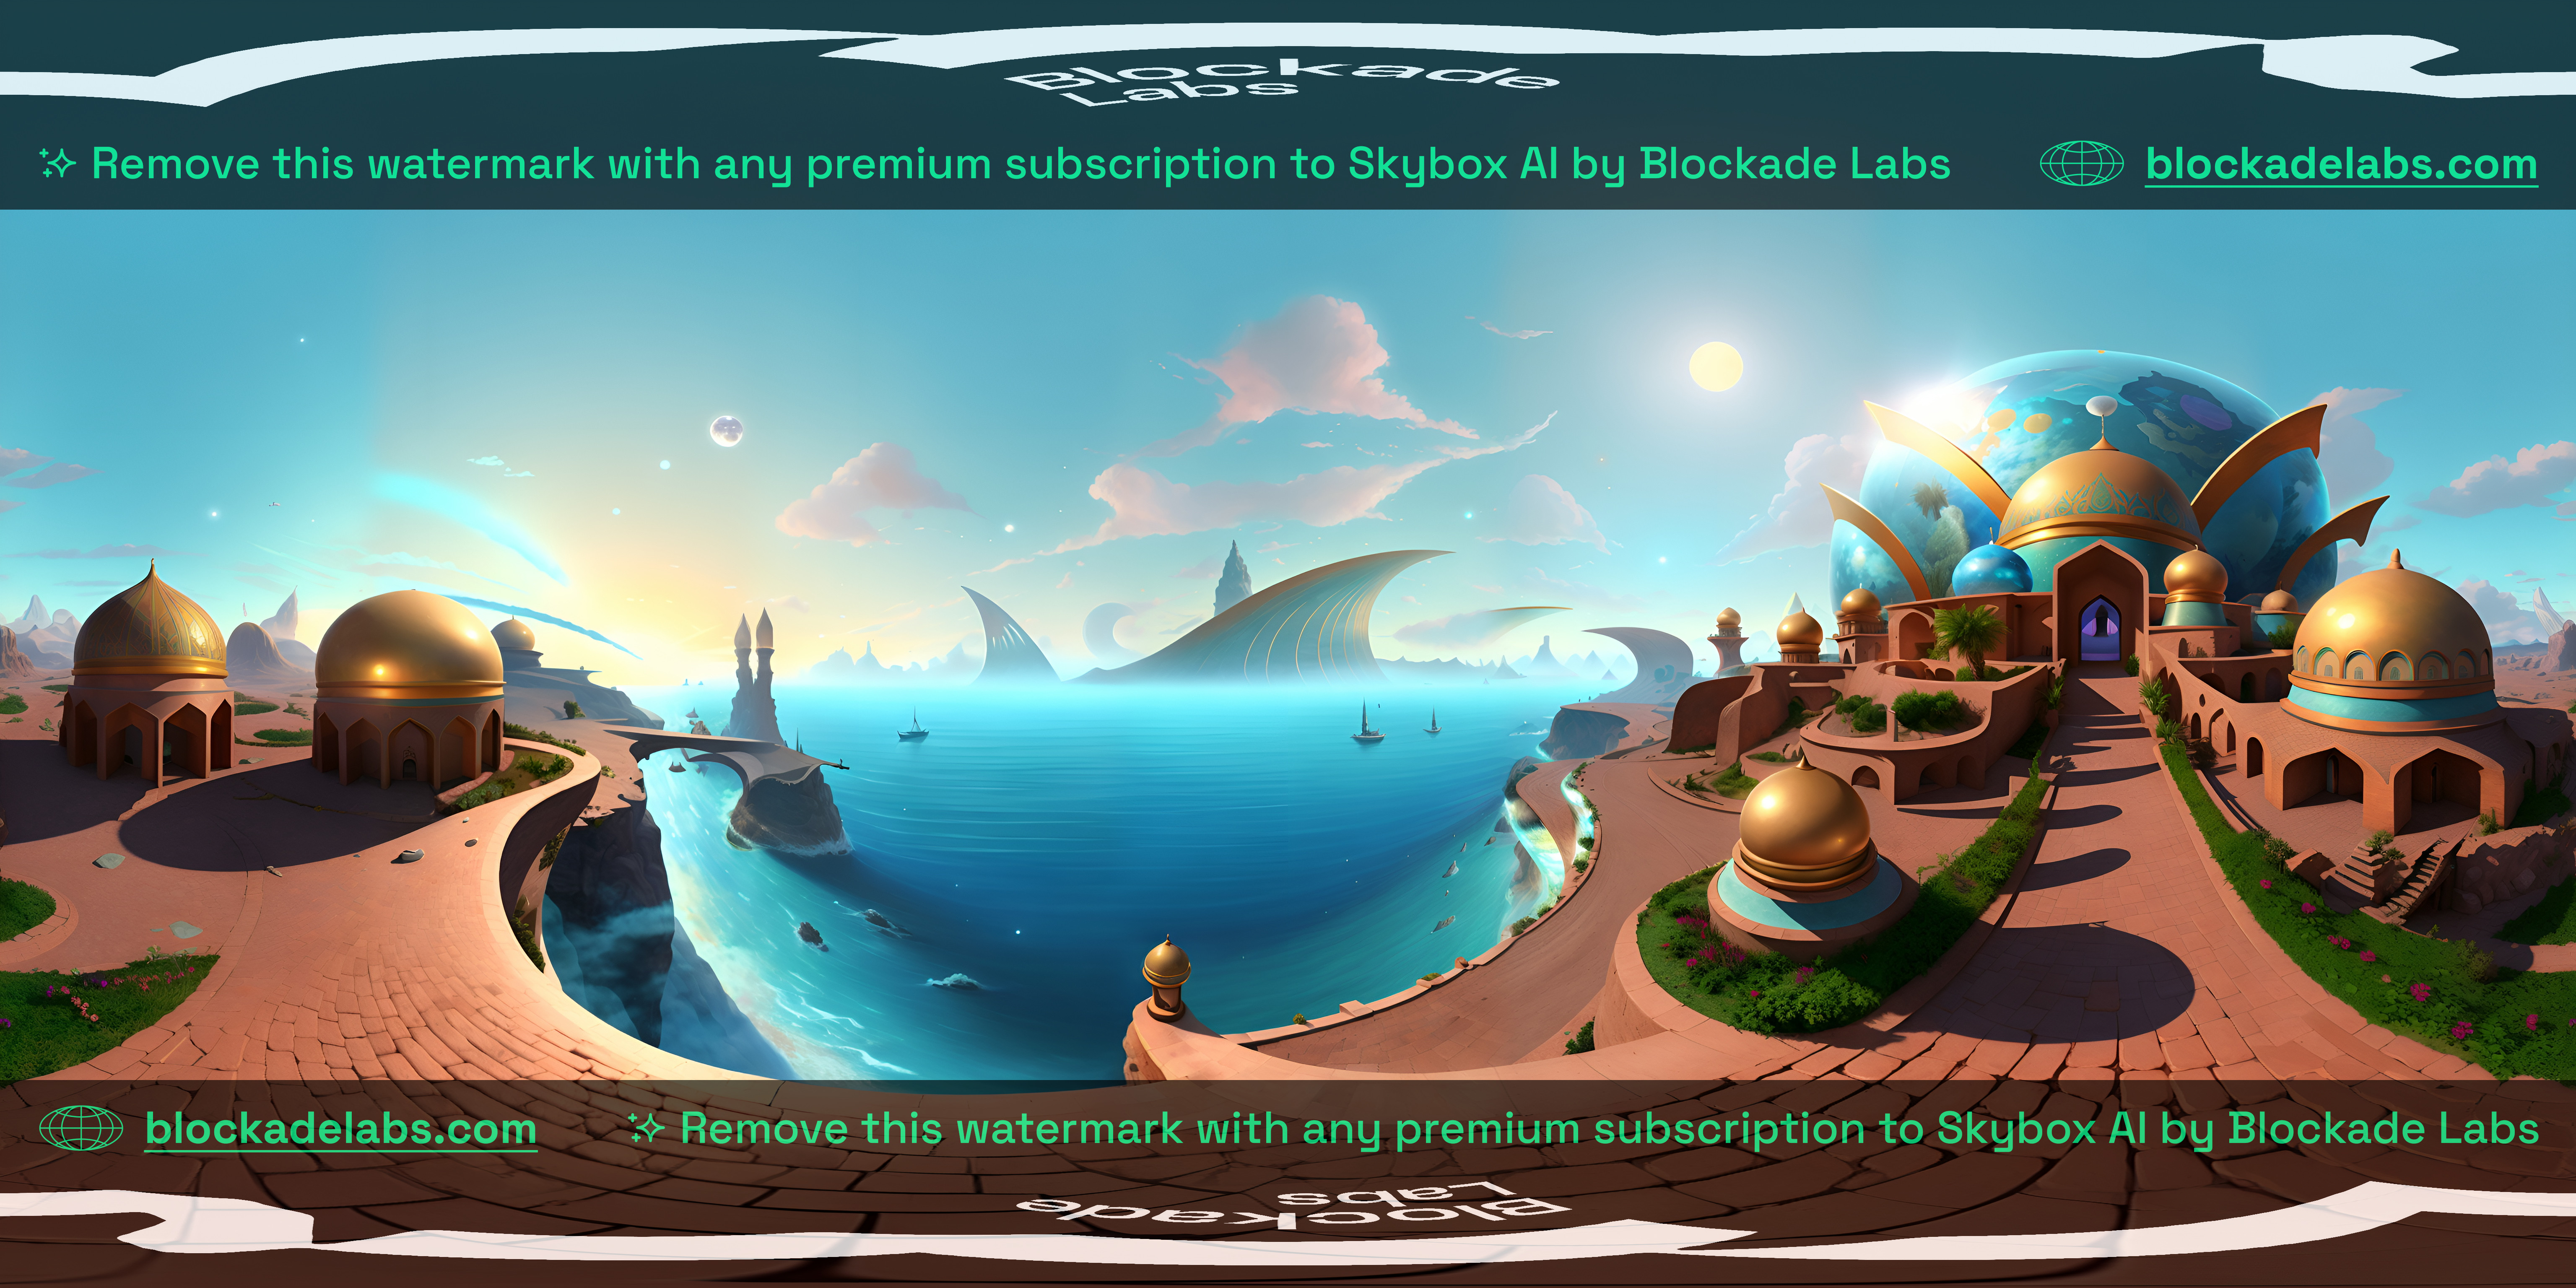 Blockade
Labs
Remove this watermark with any premium subscription to Skybox AI by Blockade Labs
blockadelabs.com
blockadelabs.com
Remove this watermark with any premium subscription to Skybox AI by Blockade Labs
Labs
Blockade